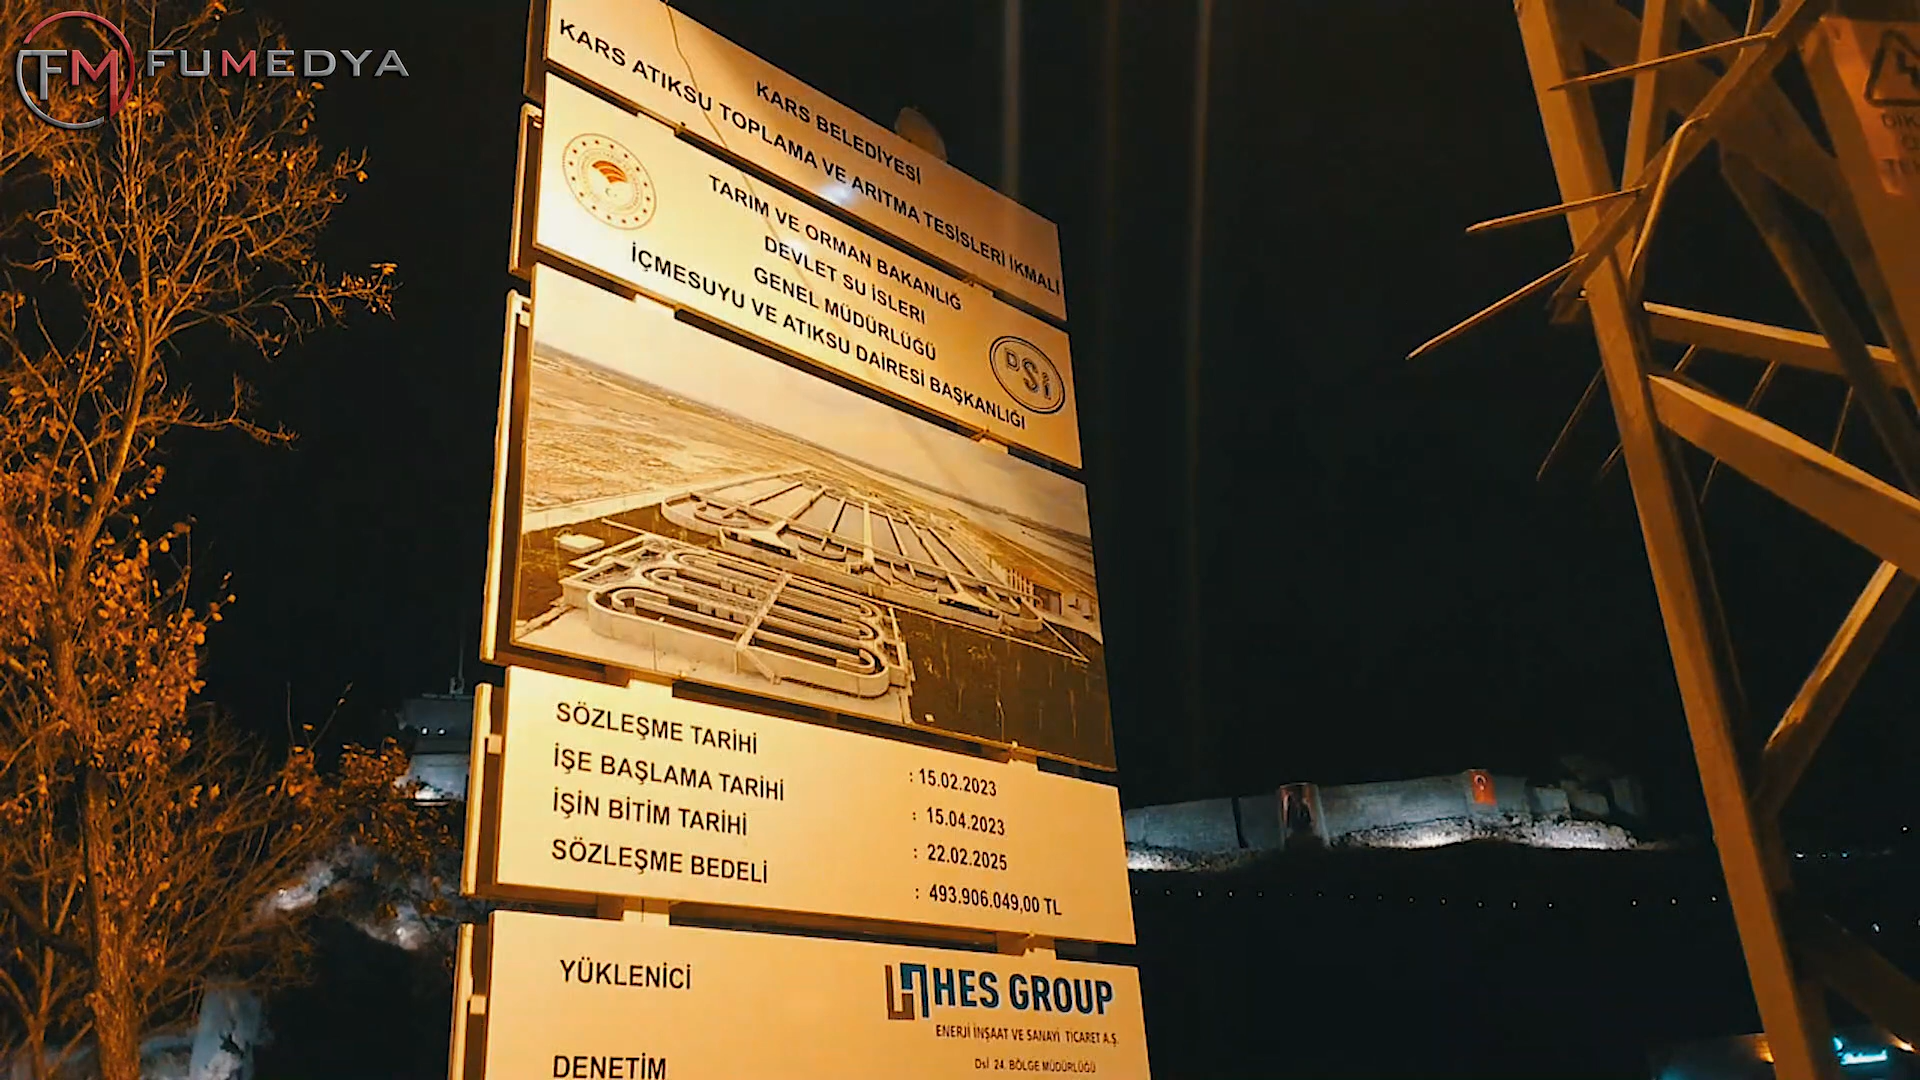 FUMEDYA
KARS BELEDİYESİ
KARS ATIKSU TOPLAMA VE ARITMA TESİSLERİ İKMALİ
TARIM VE ORMAN BAKANLIĞ
DEVLET SU İŞLERI
GENEL MÜDÜRLÜĞÜ
İÇMESUYU VE ATIKSU DAİRESİ BAŞKANLIĞI
DSİ
SÖZLEŞME TARİHİ : 15.02.2023
İŞE BAŞLAMA TARİHİ : 15.04.2023
İŞİN BİTİM TARİHİ : 22.02.2025
SÖZLEŞME BEDELİ : 493.906.049,00 TL
YÜKLENİCİ HES GROUP
ENERJİ İNŞAAT VE SANAYİ TİCARET A.Ş.
DENETİM Dsİ 24. BÖLGE MÜDÜRLÜĞÜ